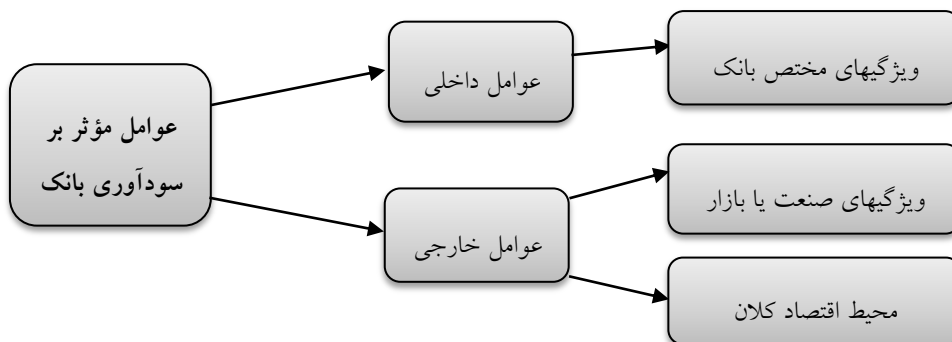 عوامل مؤثر بر
سودآوری بانک
عوامل داخلی
ویژگیهای مختص بانک
عوامل خارجی
ویژگیهای صنعت یا بازار
محیط اقتصاد کلان